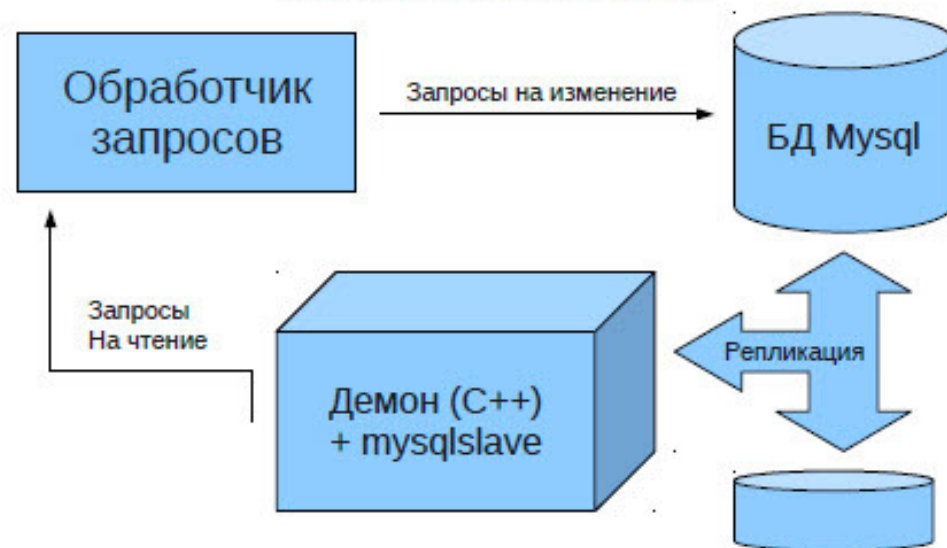 Обработчик
запросов
Запросы на изменение
БД Mysql
Запросы
На чтение
Репликация
Демон (C++)
+ mysqlslave